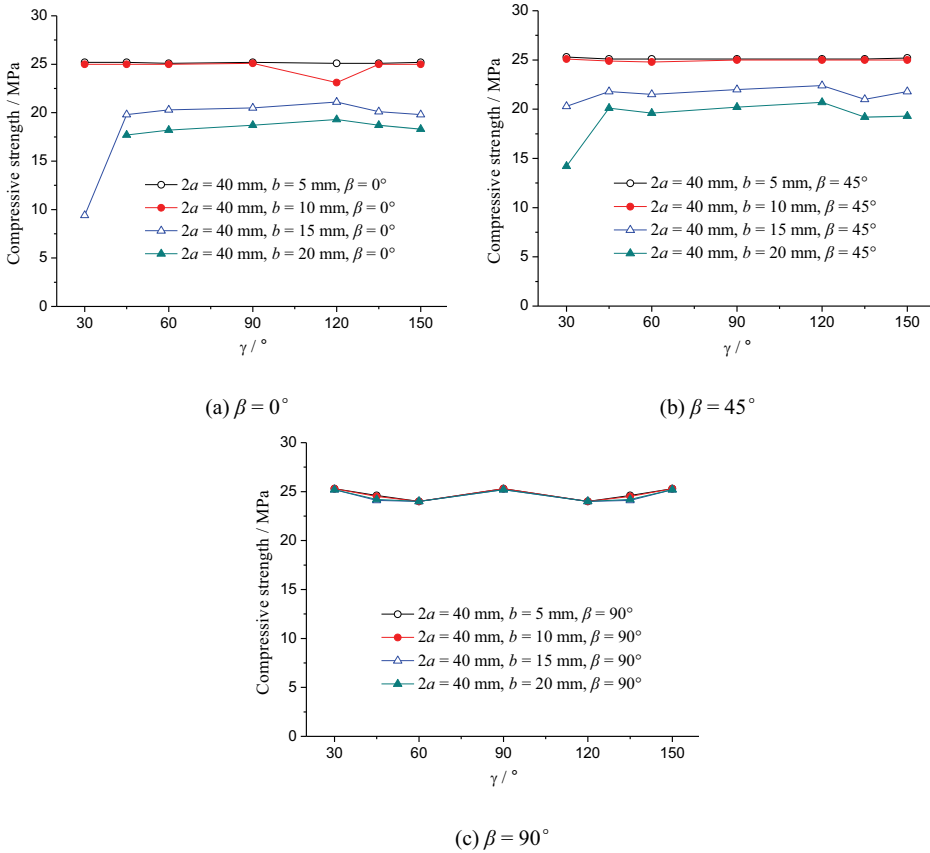 30
25
20
15
10
5
0
Compressive strength / MPa
2a = 40 mm, b = 5 mm, β = 0°
2a = 40 mm, b = 10 mm, β = 0°
2a = 40 mm, b = 15 mm, β = 0°
2a = 40 mm, b = 20 mm, β = 0°
30 60 90 120 150
γ / °
(a) β = 0°
30
25
20
15
10
5
0
Compressive strength / MPa
2a = 40 mm, b = 5 mm, β = 45°
2a = 40 mm, b = 10 mm, β = 45°
2a = 40 mm, b = 15 mm, β = 45°
2a = 40 mm, b = 20 mm, β = 45°
30 60 90 120 150
γ / °
(b) β = 45°
30
25
20
15
10
5
0
Compressive strength / MPa
2a = 40 mm, b = 5 mm, β = 90°
2a = 40 mm, b = 10 mm, β = 90°
2a = 40 mm, b = 15 mm, β = 90°
2a = 40 mm, b = 20 mm, β = 90°
30 60 90 120 150
γ / °
(c) β = 90°